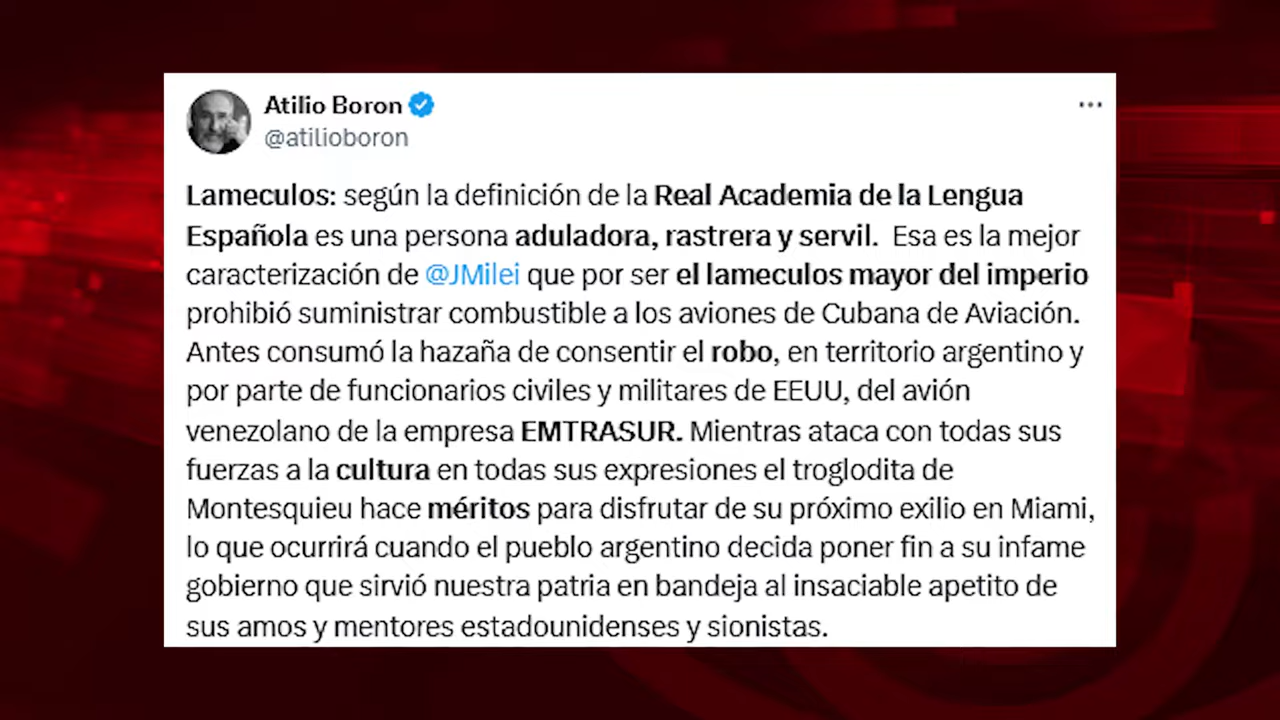 Atilio Boron
@atilioboron
Lameculos: según la definición de la Real Academia de la Lengua
Española es una persona aduladora, rastrera y servil. Esa es la mejor
caracterización de @JMilei que por ser el lameculos mayor del imperio
prohibió suministrar combustible a los aviones de Cubana de Aviación.
Antes consumó la hazaña de consentir el robo, en territorio argentino y
por parte de funcionarios civiles y militares de EEUU, del avión
venezolano de la empresa EMTRASUR. Mientras ataca con todas sus
fuerzas a la cultura en todas sus expresiones el troglodita de
Montesquieu hace méritos para disfrutar de su próximo exilio en Miami,
lo que ocurrirá cuando el pueblo argentino decida poner fin a su infame
gobierno que sirvió nuestra patria en bandeja al insaciable apetito de
sus amos y mentores estadounidenses y sionistas.